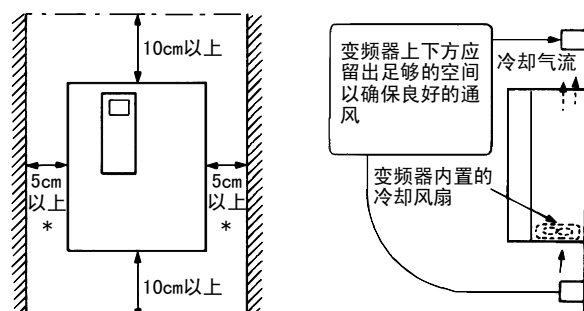 10cm以上
5cm
以上
*
5cm
以上
*
10cm以上
变频器上下方应
留出足够的空间
以确保良好的通
风
冷却气流
变频器内置的
冷却风扇